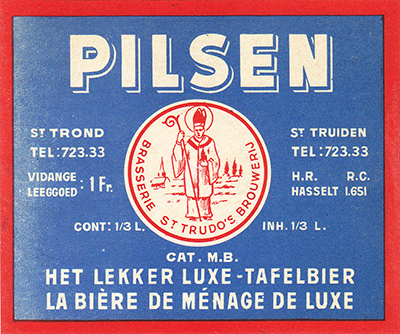 PILSEN
ST TROND
TEL:723.33
VIDANGE
LEEGGOED : 1 Fr.
CONT: 1/3 L.
BRASSERIE ST TRUDO'S BROUWERIJ
ST TRUIDEN
TEL:723.33
H.R. R.C.
HASSELT 1.651
INH. 1/3 L.
CAT. M.B.
HET LEKKER LUXE-TAFELBIER
LA BIÈRE DE MÉNAGE DE LUXE